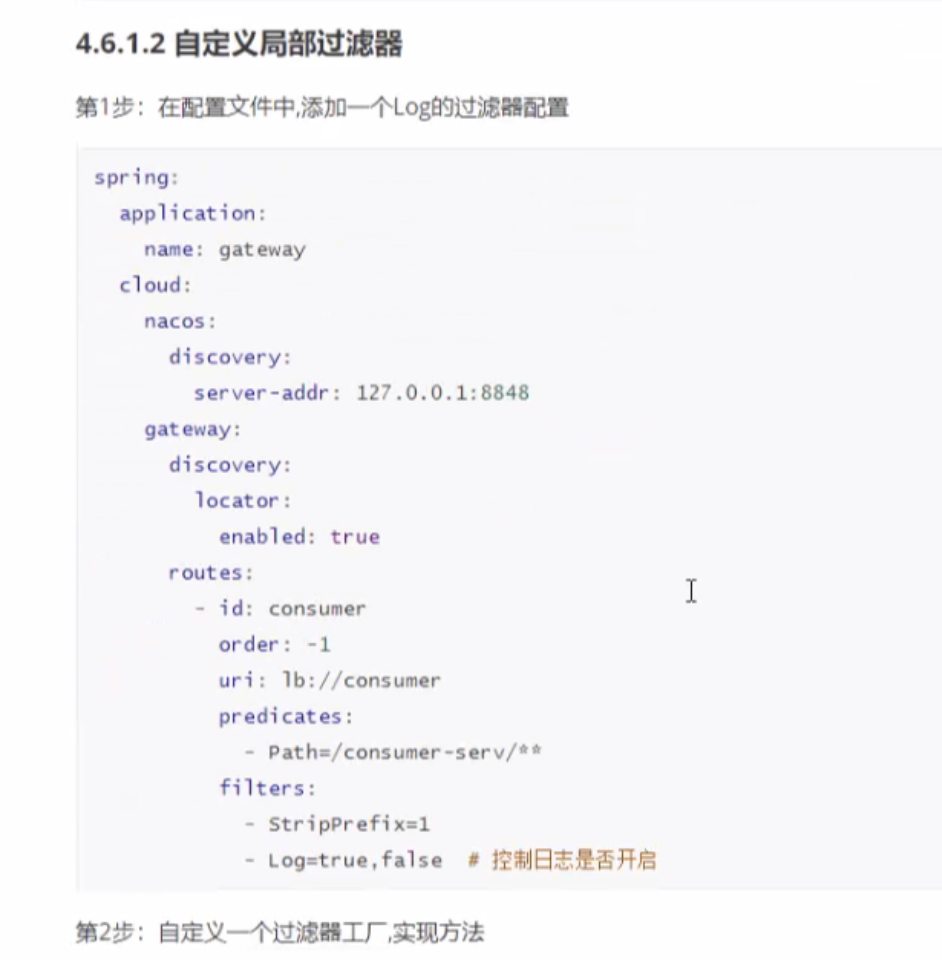 4.6.1.2 自定义局部过滤器
第1步：在配置文件中,添加一个Log的过滤器配置
spring:
  application:
    name: gateway
  cloud:
    nacos:
      discovery:
        server-addr: 127.0.0.1:8848
    gateway:
      discovery:
        locator:
          enabled: true
      routes:
        - id: consumer
          order: -1
          uri: lb://consumer
          predicates:
            - Path=/consumer-serv/**
          filters:
            - StripPrefix=1
            - Log=true,false  # 控制日志是否开启
第2步：自定义一个过滤器工厂,实现方法